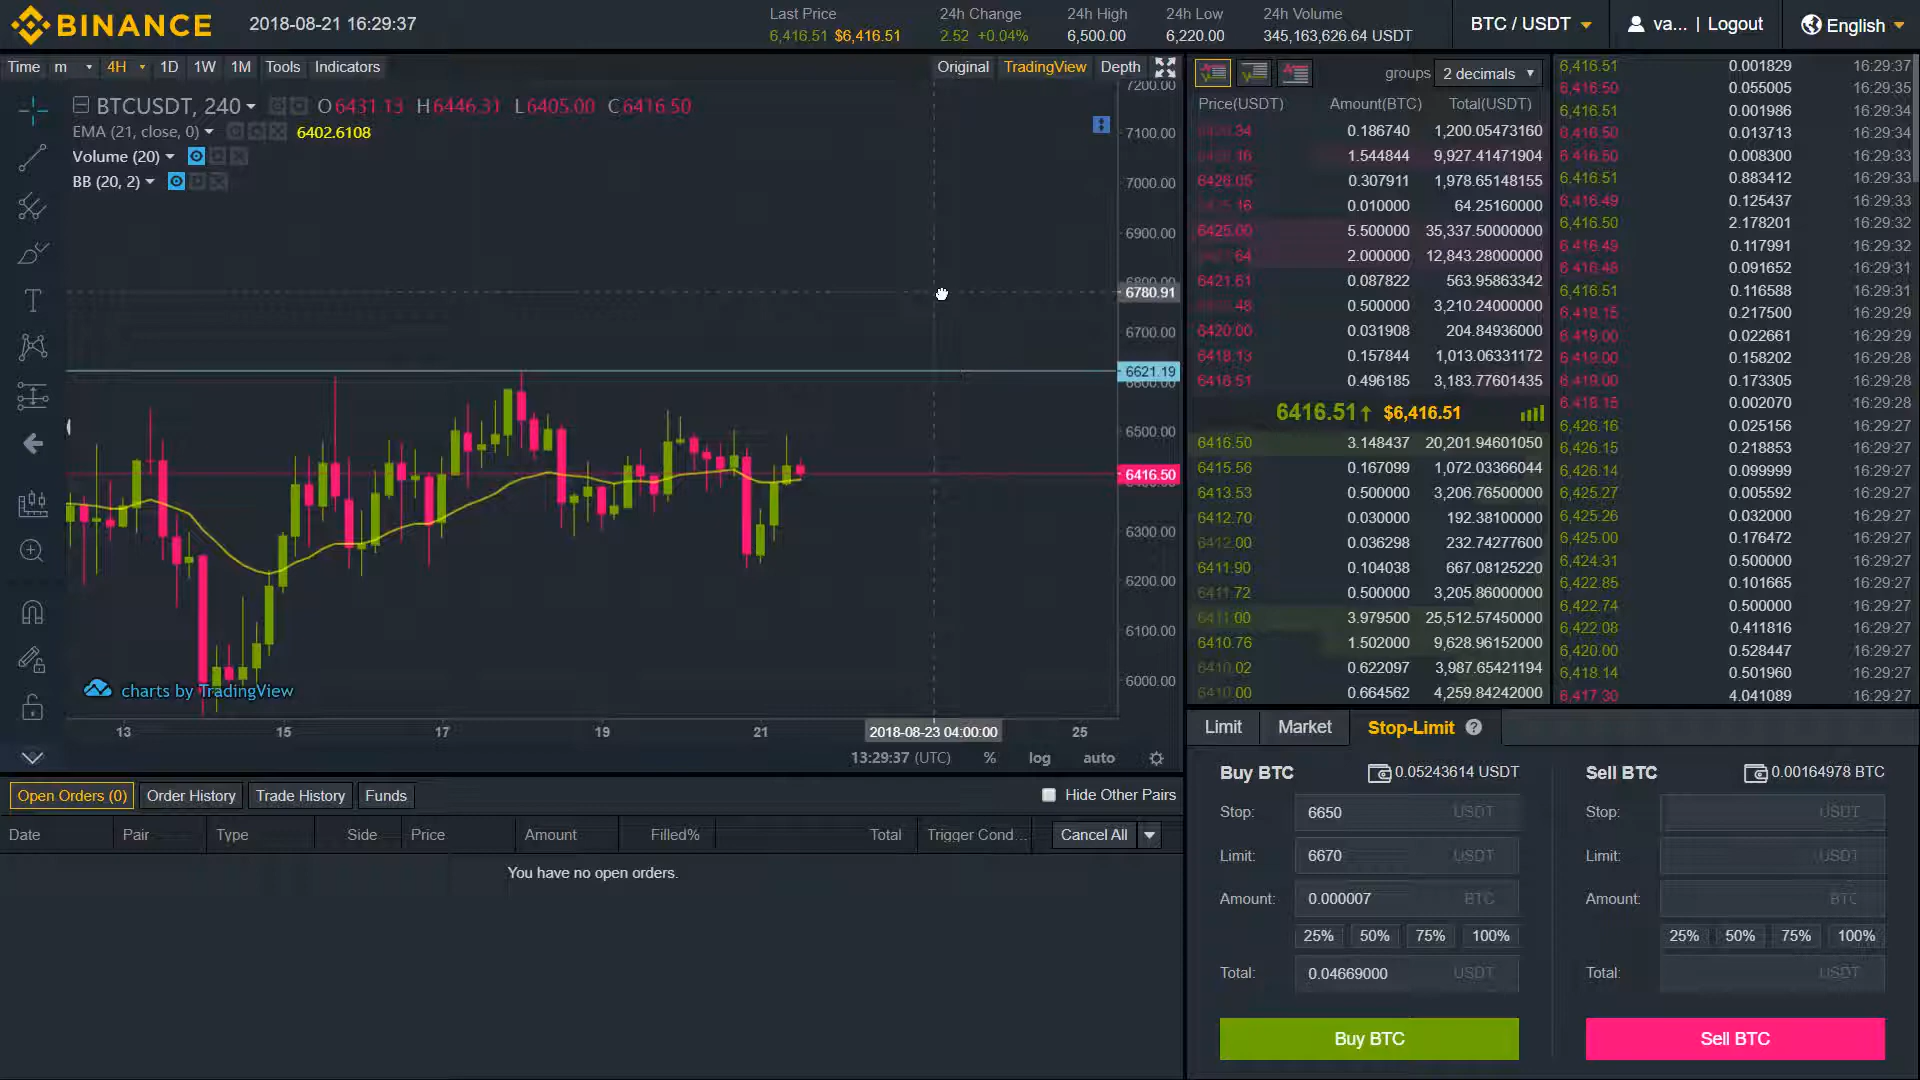 BINANCE
2018-08-21 16:29:37
Last Price
6,416.51 $6,416.51
24h Change
2.52 +0.04%
24h High
6,500.00
24h Low
6,220.00
24h Volume
345,163,626.64 USDT
BTC / USDT
va... | Logout
English
Time m 4H 1D 1W 1M Tools Indicators
Original TradingView Depth
BTCUSDT, 240 O6431.13 H6446.31 L6405.00 C6416.50
EMA (21, close, 0) 6402.6108
Volume (20)
BB (20, 2)
7200.00
7100.00
7000.00
6900.00
6780.91
6700.00
6621.19
6500.00
6416.50
6300.00
6200.00
6100.00
6000.00
charts by TradingView
13 15 17 19 21 2018-08-23 04:00:00 25
13:29:37 (UTC) % log auto
groups 2 decimals
Price(USDT) Amount(BTC) Total(USDT)
0.186740 1,200.05473160
1.544844 9,927.41471904
6426.05 0.307911 1,978.65148155
0.010000 64.25160000
6425.00 5.500000 35,337.50000000
2.000000 12,843.28000000
6421.61 0.087822 563.95863342
0.500000 3,210.24000000
6420.00 0.031908 204.84936000
6418.13 0.157844 1,013.06331172
6416.51 0.496185 3,183.77601435
6416.51 $6,416.51
6416.50 3.148437 20,201.94601050
6415.56 0.167099 1,072.03366044
6413.53 0.500000 3,206.76500000
6412.70 0.030000 192.38100000
6412.00 0.036298 232.74277600
6411.90 0.104038 667.08125220
6411.72 0.500000 3,205.86000000
6411.00 3.979500 25,512.57450000
6410.76 1.502000 9,628.96152000
6410.02 0.622097 3,987.65421194
6410.00 0.664562 4,259.84242000
6,416.51 0.001829 16:29:37
6,416.50 0.055005 16:29:35
6,416.51 0.001986 16:29:34
6,416.50 0.013713 16:29:34
6,416.50 0.008300 16:29:33
6,416.51 0.883412 16:29:33
6,416.49 0.125437 16:29:33
6,416.50 2.178201 16:29:32
6,416.49 0.117991 16:29:32
6,416.48 0.091652 16:29:31
6,416.51 0.116588 16:29:31
6,418.15 0.217500 16:29:29
6,419.00 0.022661 16:29:29
6,419.00 0.158202 16:29:28
6,419.00 0.173305 16:29:28
6,418.15 0.002070 16:29:28
6,426.16 0.025156 16:29:27
6,426.15 0.218853 16:29:27
6,426.14 0.099999 16:29:27
6,425.27 0.005592 16:29:27
6,425.26 0.032000 16:29:27
6,425.00 0.176472 16:29:27
6,424.31 0.500000 16:29:27
6,422.85 0.101665 16:29:27
6,422.74 0.500000 16:29:27
6,422.08 0.411816 16:29:27
6,420.00 0.528447 16:29:27
6,418.14 0.501960 16:29:27
6,417.30 4.041089 16:29:27
Open Orders (0) Order History Trade History Funds
Hide Other Pairs
Date Pair Type Side Price Amount Filled% Total Trigger Cond... Cancel All
You have no open orders.
Limit Market Stop-Limit ?
Buy BTC 0.05243614 USDT
Stop: 6650 USDT
Limit: 6670 USDT
Amount: 0.000007 BTC
25% 50% 75% 100%
Total: 0.04669000 USDT
Buy BTC
Sell BTC 0.00164978 BTC
Stop: USDT
Limit: USDT
Amount: BTC
25% 50% 75% 100%
Total: USDT
Sell BTC